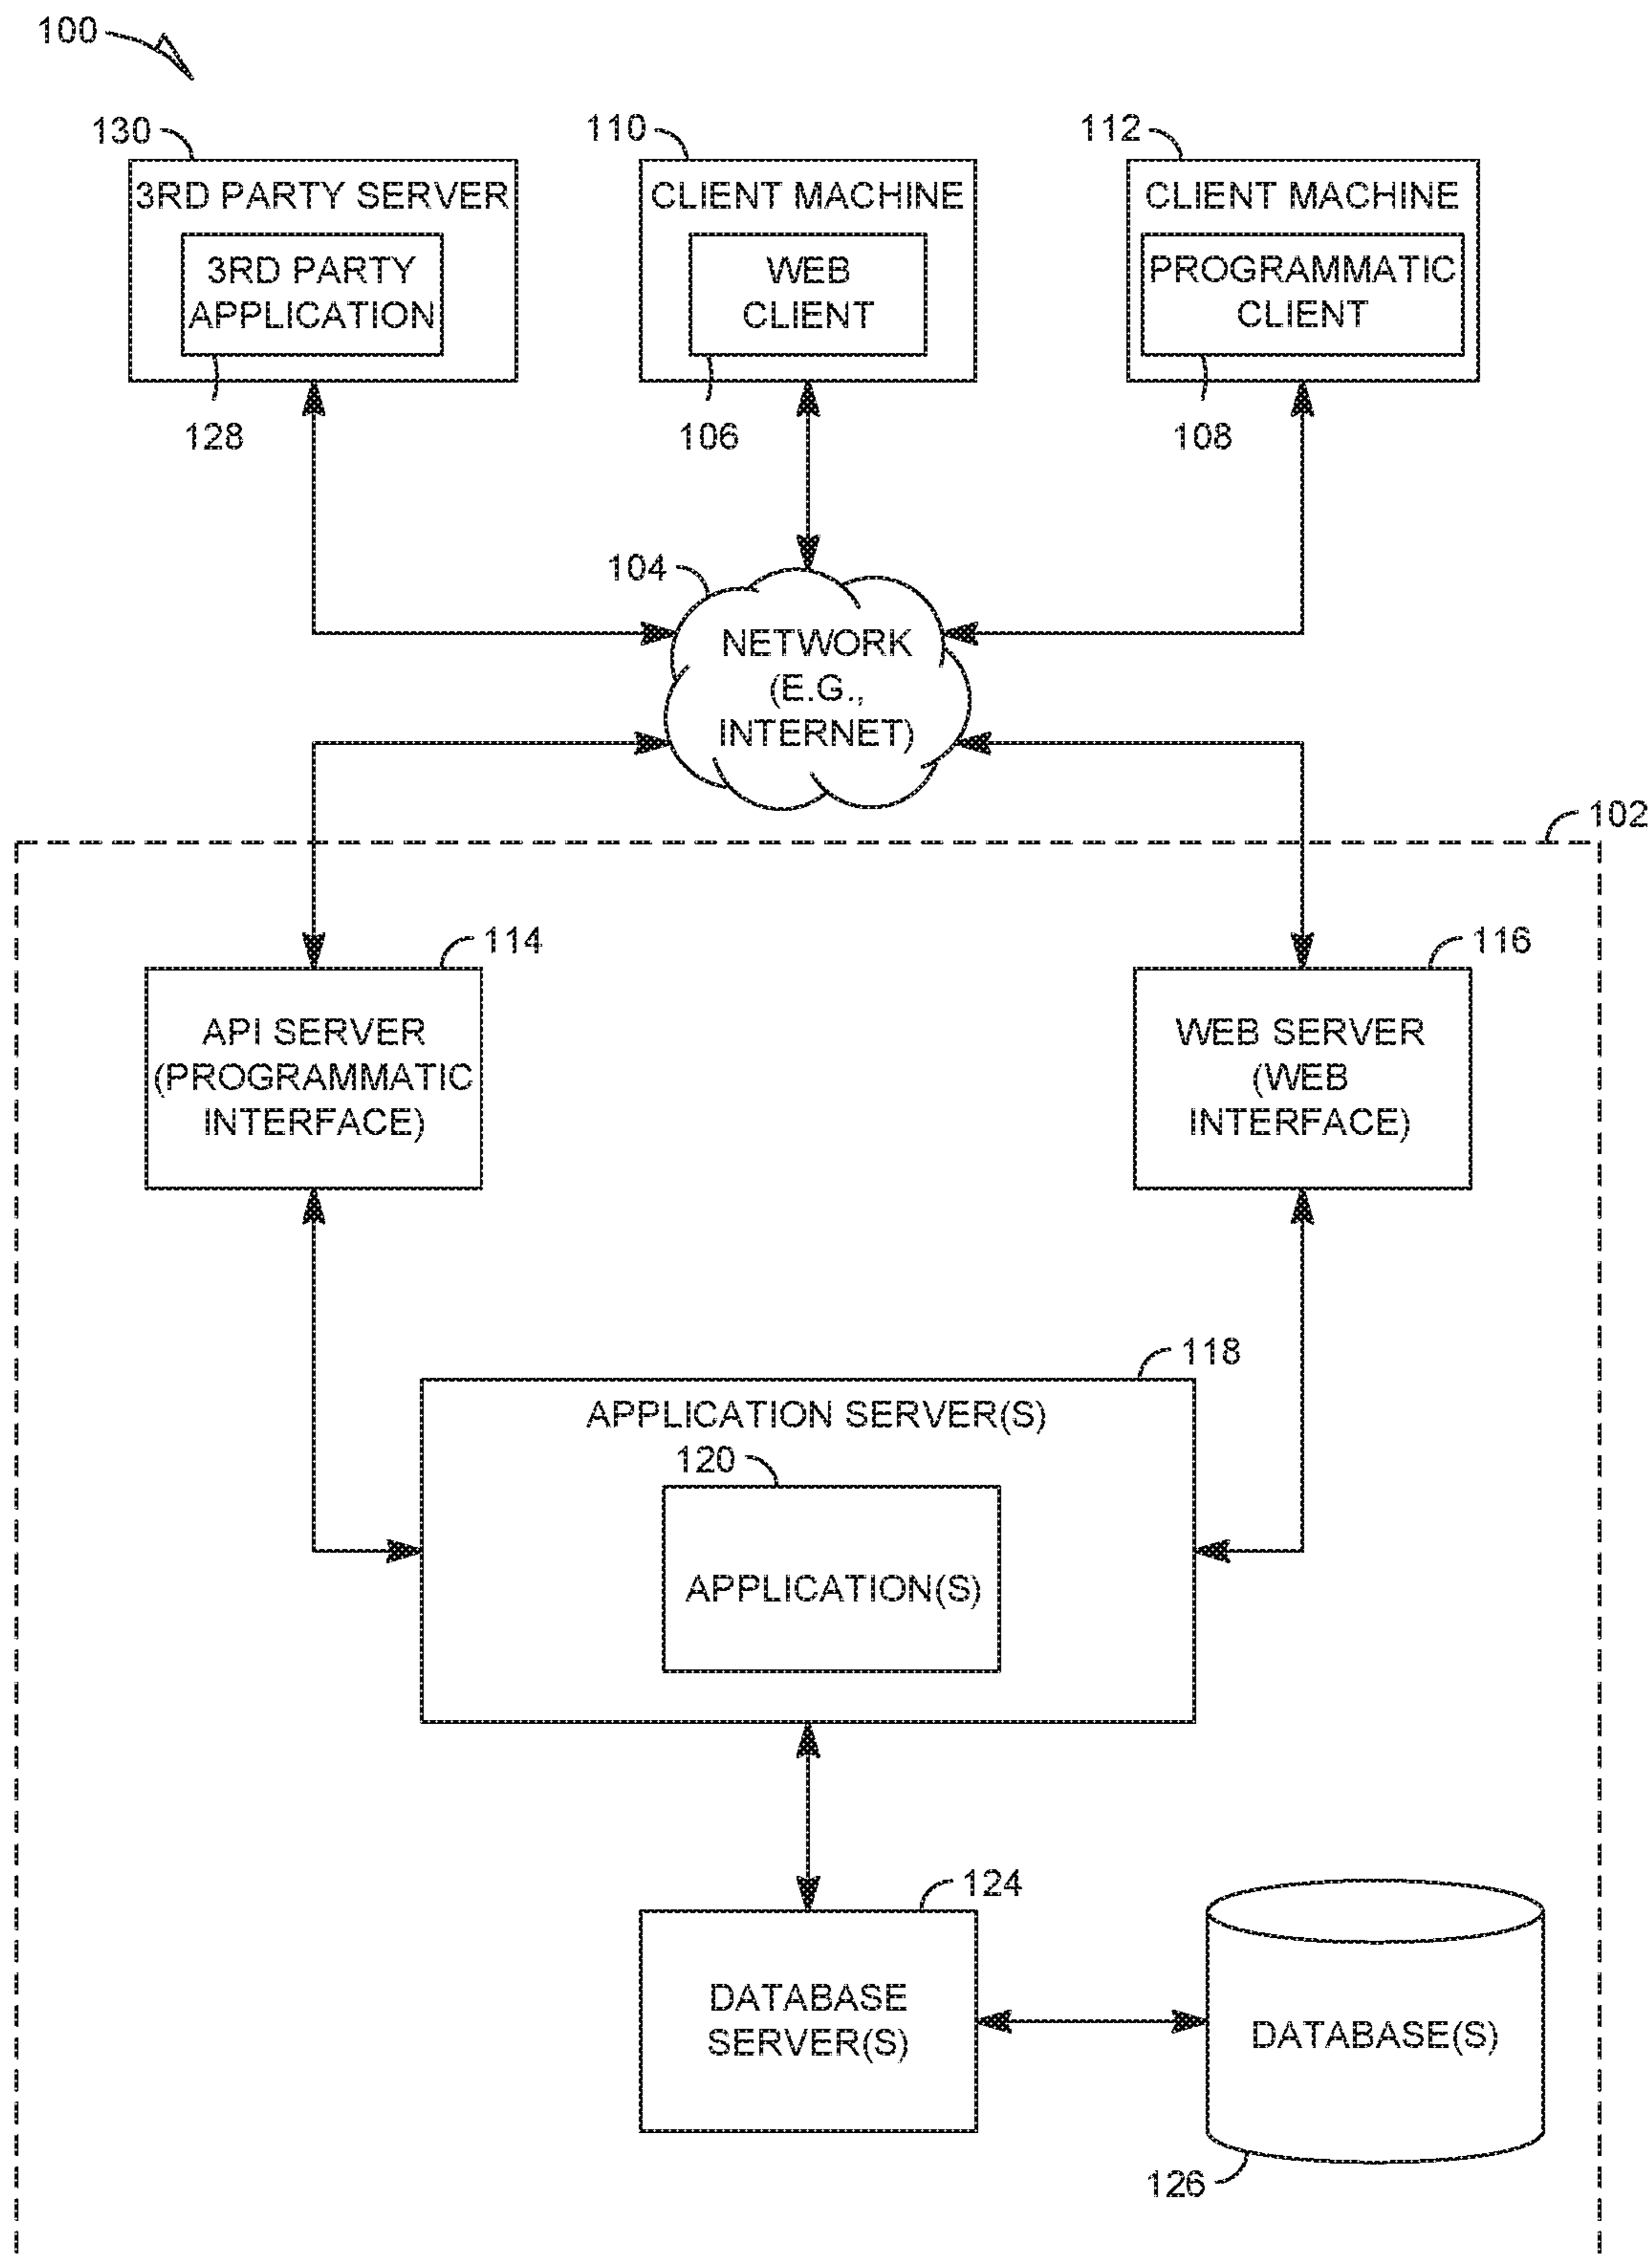 100
130
3RD PARTY SERVER
3RD PARTY
APPLICATION
128
110
CLIENT MACHINE
WEB
CLIENT
106
112
CLIENT MACHINE
PROGRAMMATIC
CLIENT
108
104
NETWORK
(E.G.,
INTERNET)
102
114
API SERVER
(PROGRAMMATIC
INTERFACE)
116
WEB SERVER
(WEB
INTERFACE)
118
APPLICATION SERVER(S)
120
APPLICATION(S)
124
DATABASE
SERVER(S)
DATABASE(S)
126